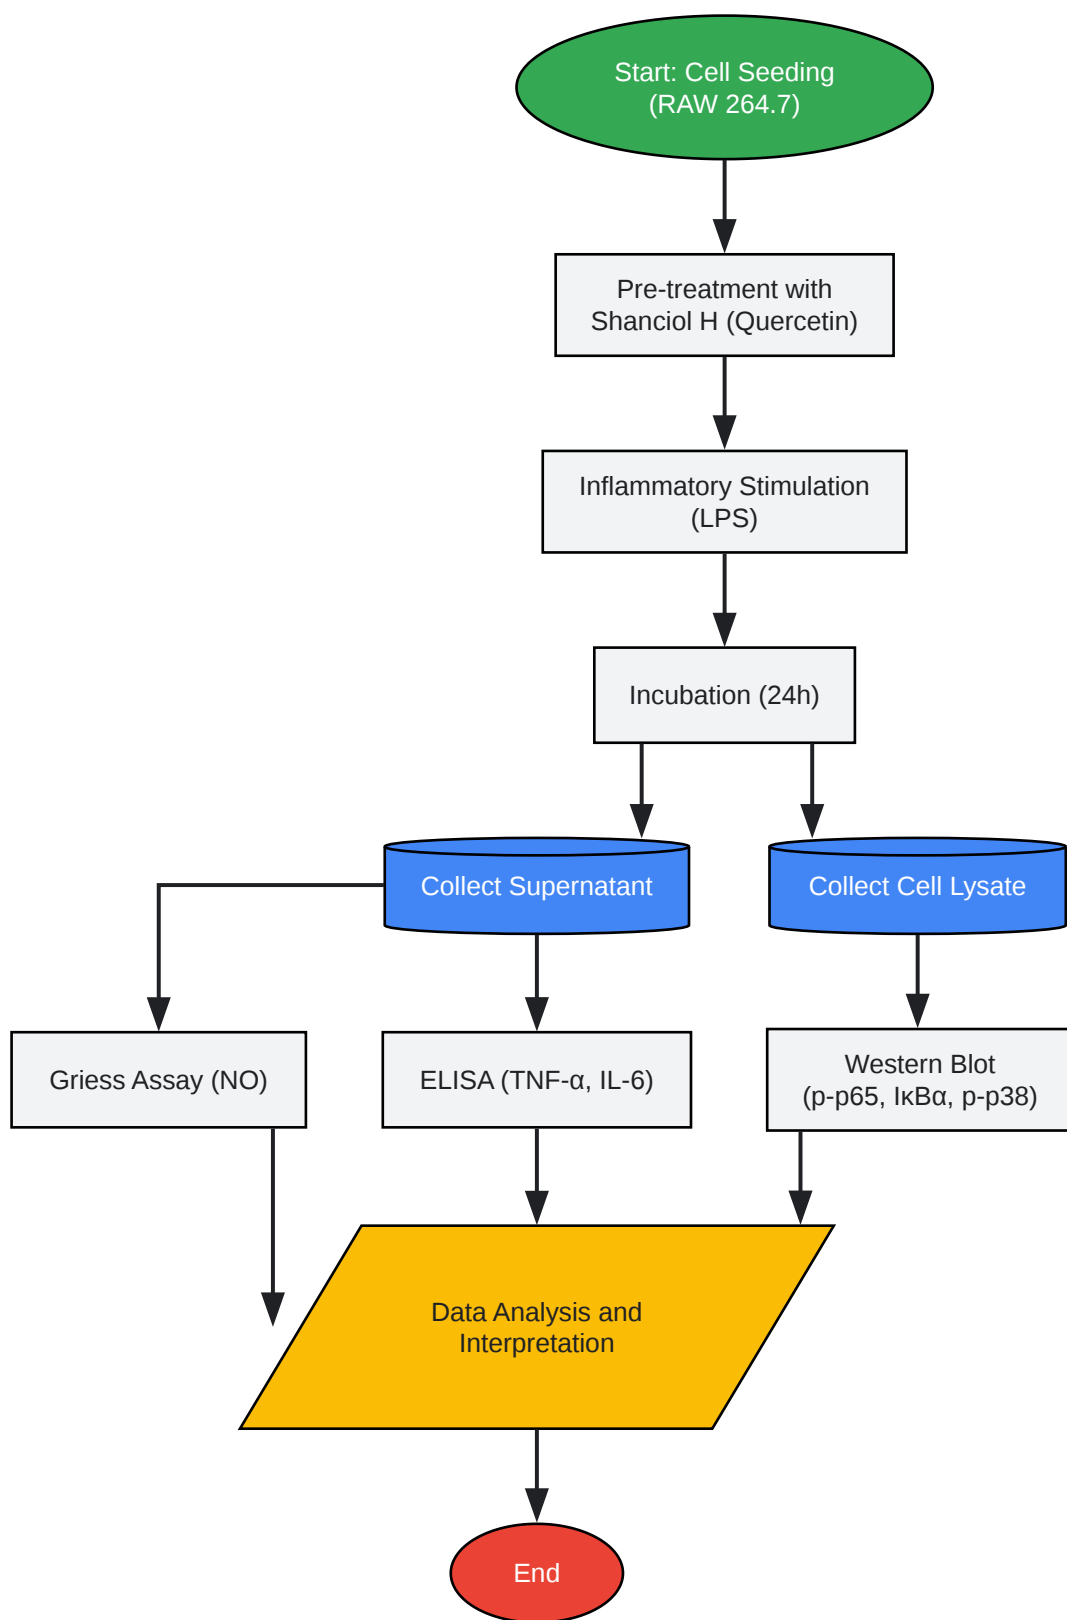 Start: Cell Seeding
(RAW 264.7)
Pre-treatment with
Shanciol H (Quercetin)
Inflammatory Stimulation
(LPS)
Incubation (24h)
Collect Supernatant
Collect Cell Lysate
Griess Assay (NO)
ELISA (TNF-α, IL-6)
Western Blot
(p-p65, IκBα, p-p38)
Data Analysis and
Interpretation
End